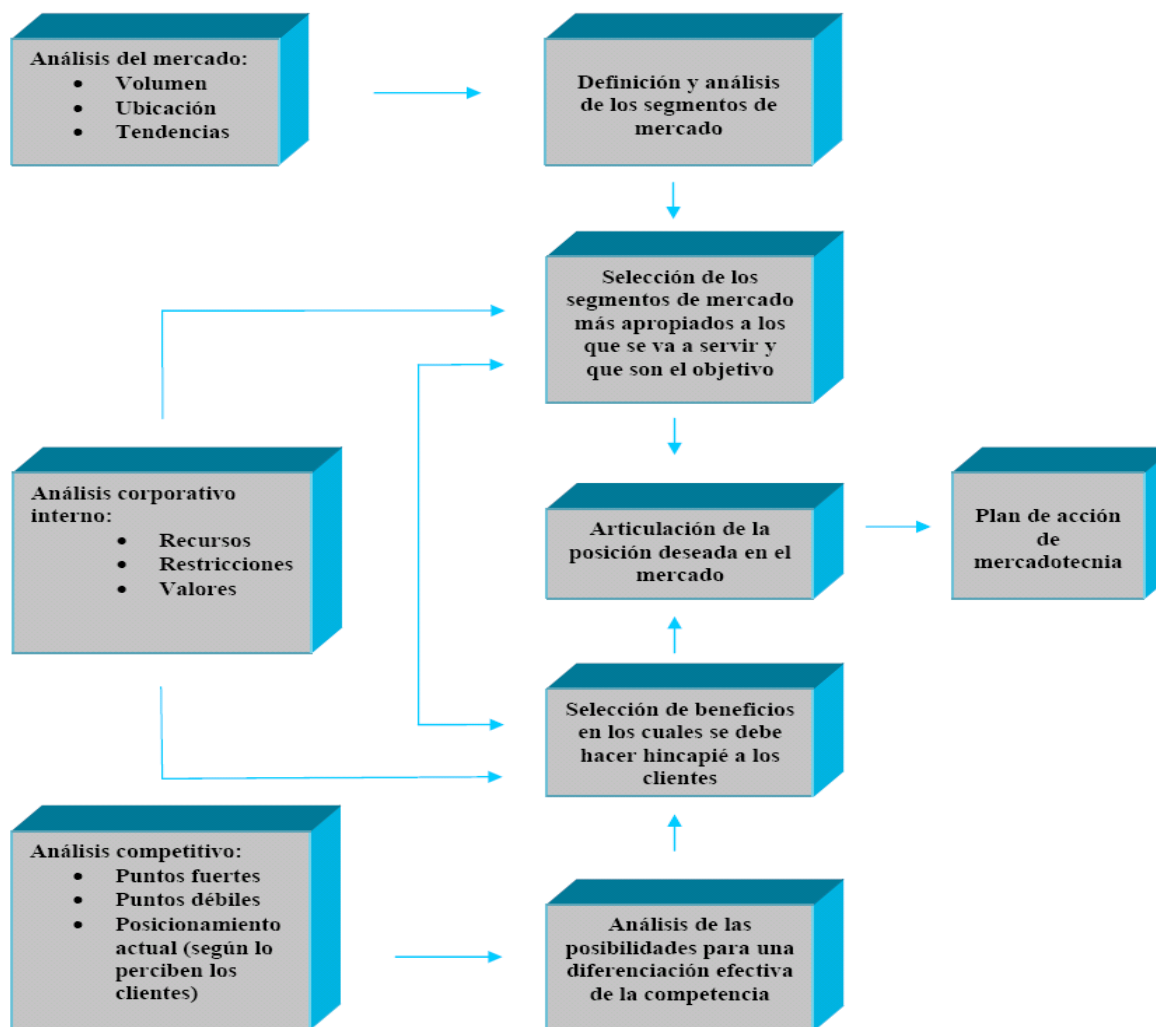 Análisis del mercado:
• Volumen
• Ubicación
• Tendencias
Definición y análisis
de los segmentos de
mercado
Selección de los
segmentos de mercado
más apropiados a los
que se va a servir y
que son el objetivo
Análisis corporativo
interno:
• Recursos
• Restricciones
• Valores
Articulación de la
posición deseada en el
mercado
Plan de acción
de
mercadotecnia
Selección de beneficios
en los cuales se debe
hacer hincapié a los
clientes
Análisis competitivo:
• Puntos fuertes
• Puntos débiles
• Posicionamiento
actual (según lo
perciben los
clientes)
Análisis de las
posibilidades para una
diferenciación efectiva
de la competencia